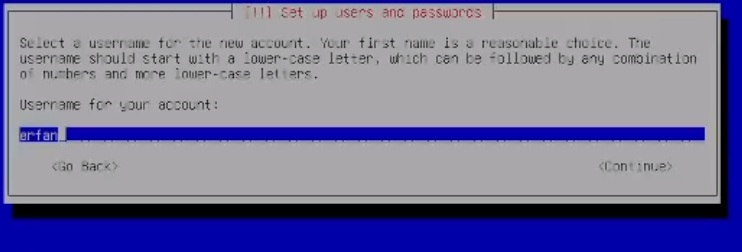 [!!] Set up users and passwords
Select a username for the new account. Your first name is a reasonable choice. The
username should start with a lower-case letter, which can be followed by any combination
of numbers and more lower-case letters.
Username for your account:
erfan_
<Go Back>
<Continue>